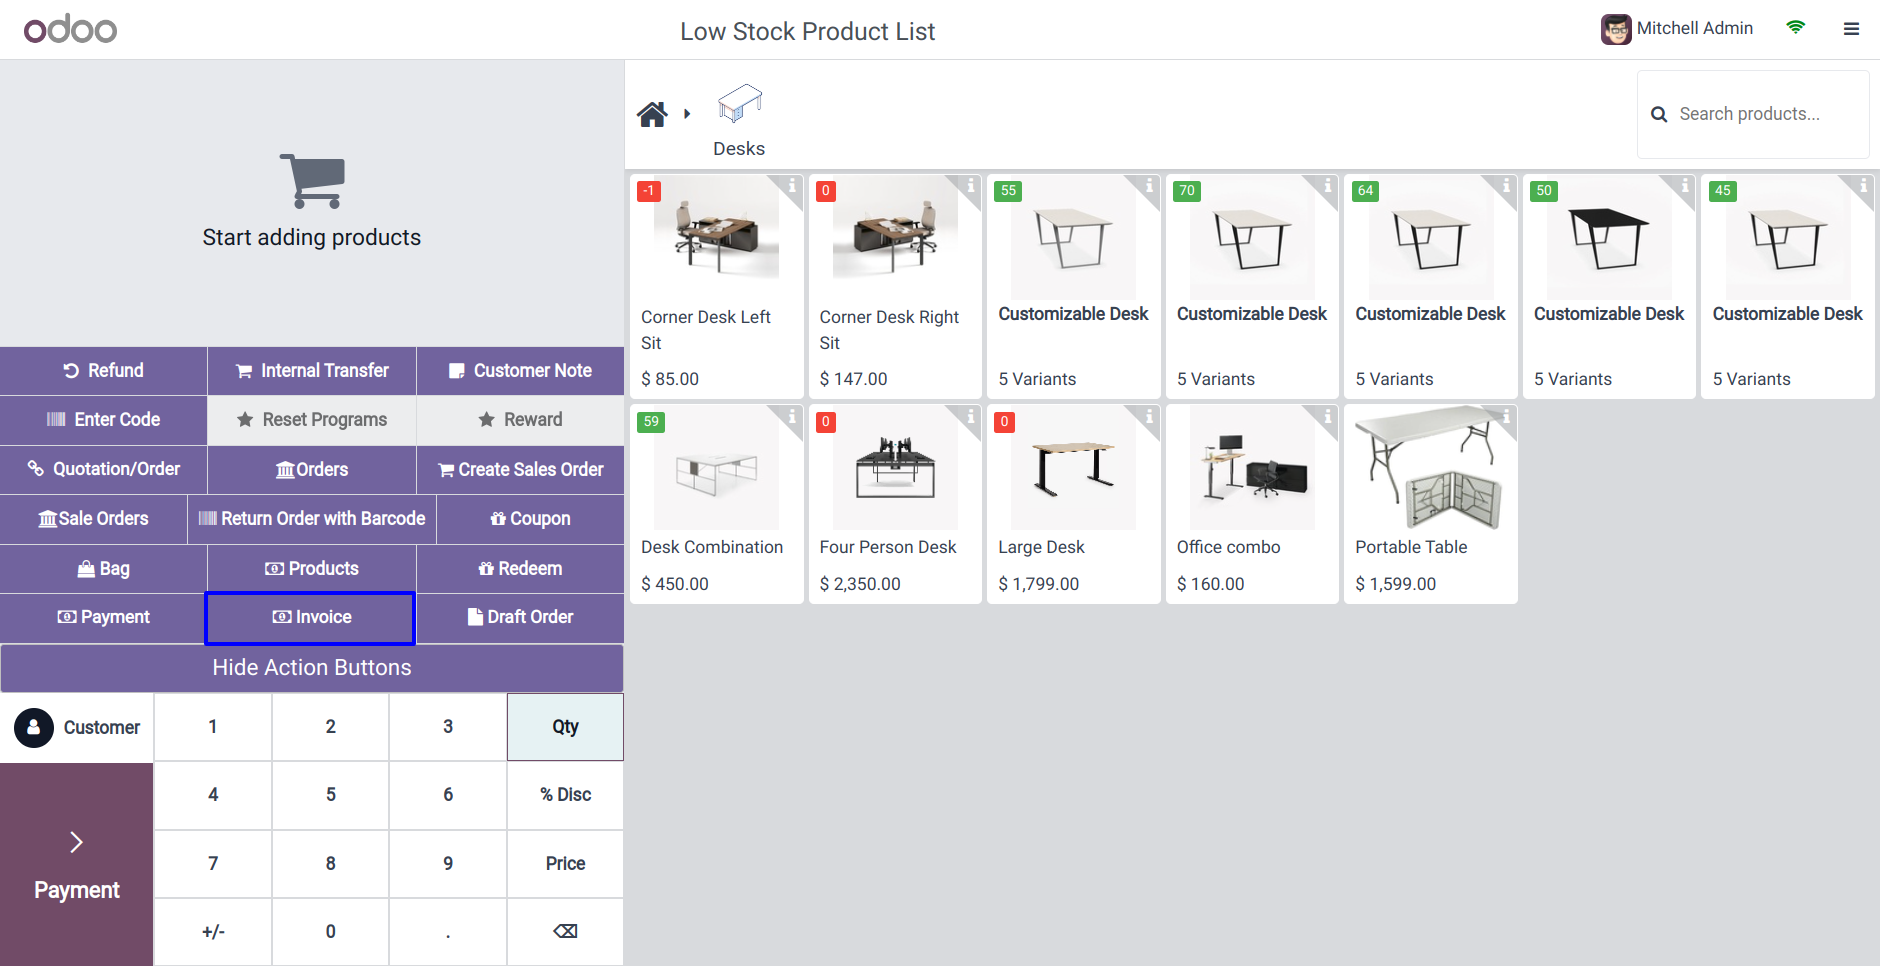 odoo
Low Stock Product List
Mitchell Admin
Start adding products
Refund
Internal Transfer
Customer Note
Enter Code
Reset Programs
Reward
Quotation/Order
Orders
Create Sales Order
Sale Orders
Return Order with Barcode
Coupon
Bag
Products
Redeem
Payment
Invoice
Draft Order
Hide Action Buttons
Customer
1
2
3
Qty
4
5
6
% Disc
7
8
9
Price
+/-
0
.
Payment
Desks
Search products...
-1
Corner Desk Left
Sit
$ 85.00
0
Corner Desk Right
Sit
$ 147.00
55
Customizable Desk
5 Variants
70
Customizable Desk
5 Variants
64
Customizable Desk
5 Variants
50
Customizable Desk
5 Variants
45
Customizable Desk
5 Variants
59
Desk Combination
$ 450.00
0
Four Person Desk
$ 2,350.00
0
Large Desk
$ 1,799.00
Office combo
$ 160.00
Portable Table
$ 1,599.00